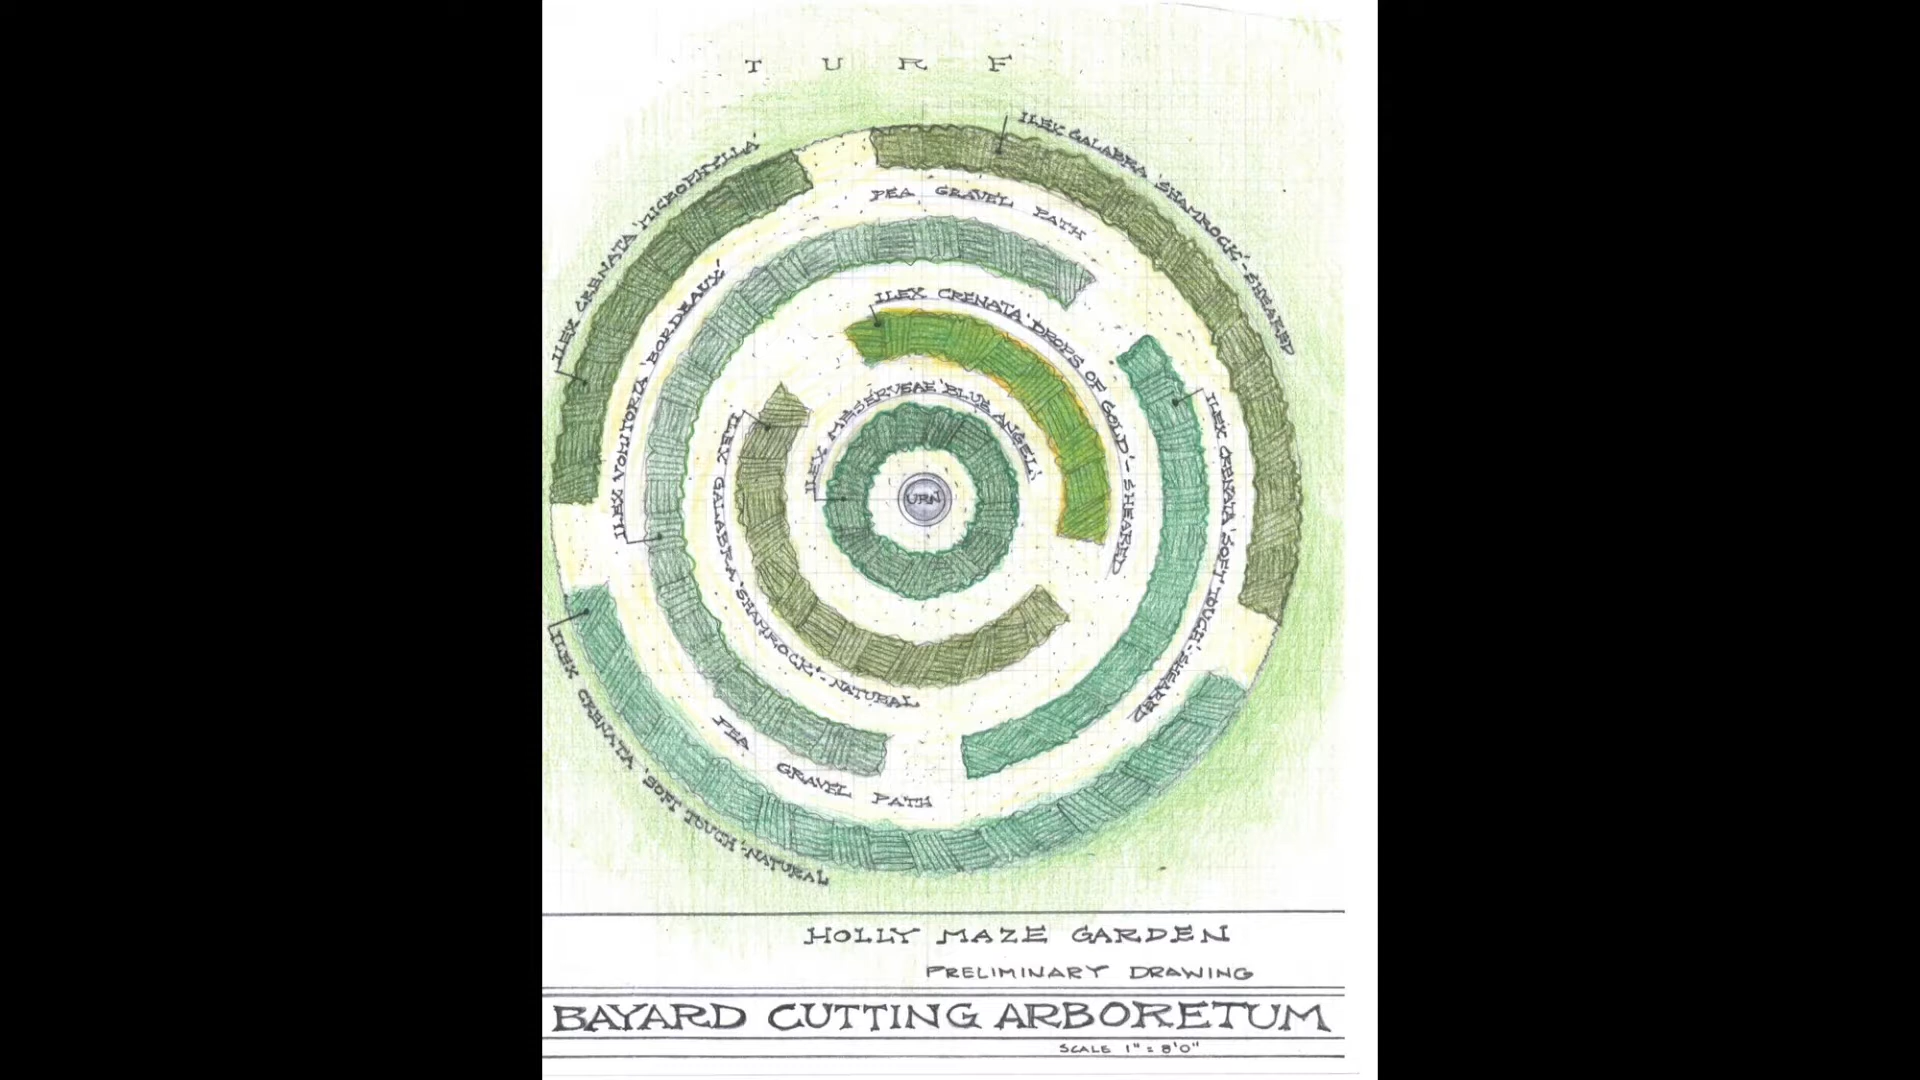 TURF
ILEX GALABRA 'SHAMROCK'-SHEARED
ILEX CRENATA 'MICROPHYLLA'
PEA GRAVEL PATH
ILEX VOMITORIA 'BORDEAUX'
ILEX CRENATA 'DROPS OF GOLD'-SHEARED
ILEX MESERVEAE 'BLUE ANGEL'
ILEX CRENATA 'SOFT TOUCH'-SHEARED
ILEX GALABRA 'SHAMROCK'-NATURAL
URN
PEA GRAVEL PATH
ILEX CRENATA 'SOFT TOUCH'-NATURAL
HOLLY MAZE GARDEN
PRELIMINARY DRAWING
BAYARD CUTTING ARBORETUM
SCALE 1" = 8'0"